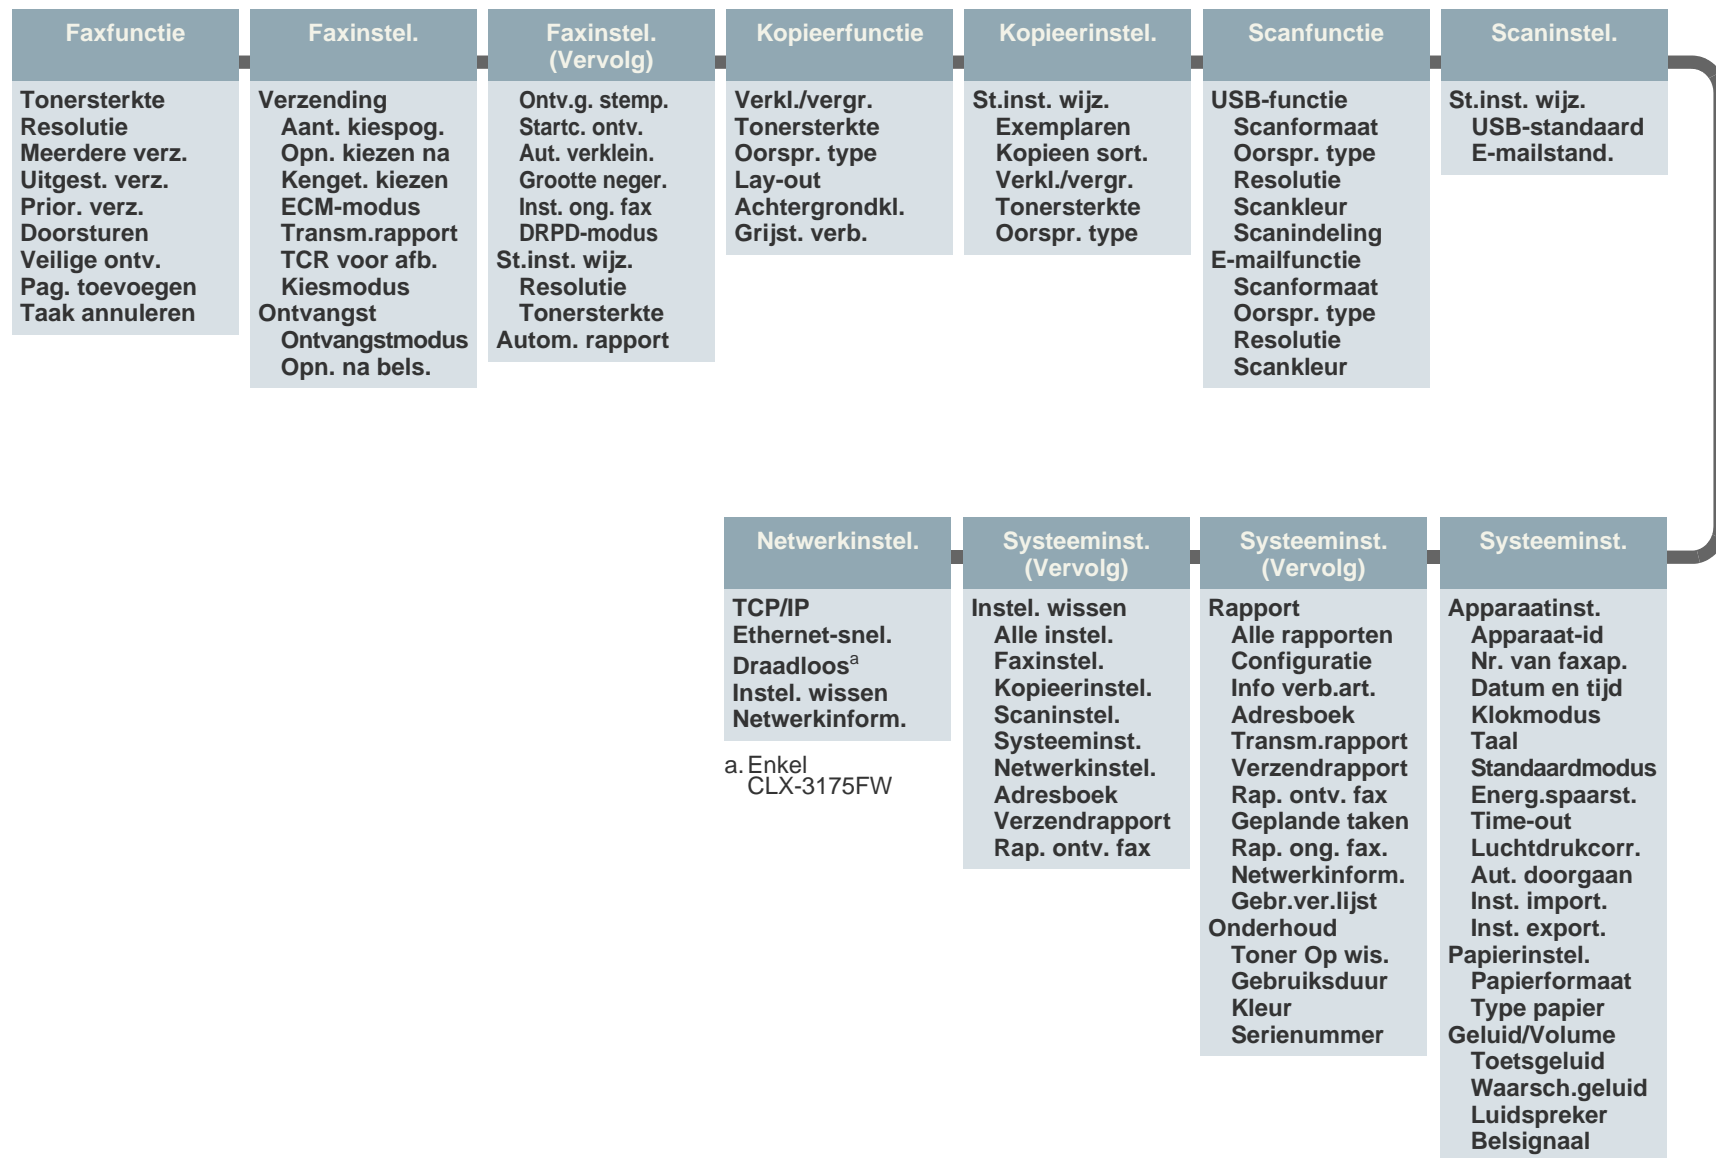 Faxfunctie
Tonersterkte
Resolutie
Meerdere verz.
Uitgest. verz.
Prior. verz.
Doorsturen
Veilige ontv.
Pag. toevoegen
Taak annuleren
Faxinstel.
Verzending
Aant. kiespog.
Opn. kiezen na
Kenget. kiezen
ECM-modus
Transm.rapport
TCR voor afb.
Kiesmodus
Ontvangst
Ontvangstmodus
Opn. na bels.
Faxinstel.
(Vervolg)
Ontv.g. stemp.
Startc. ontv.
Aut. verklein.
Grootte neger.
Inst. ong. fax
DRPD-modus
St.inst. wijz.
Resolutie
Tonersterkte
Autom. rapport
Kopieerfunctie
Verkl./vergr.
Tonersterkte
Oorspr. type
Lay-out
Achtergrondkl.
Grijst. verb.
Kopieerinstel.
St.inst. wijz.
Exemplaren
Kopieen sort.
Verkl./vergr.
Tonersterkte
Oorspr. type
Scanfunctie
USB-functie
Scanformaat
Oorspr. type
Resolutie
Scankleur
Scanindeling
E-mailfunctie
Scanformaat
Oorspr. type
Resolutie
Scankleur
Scaninstel.
St.inst. wijz.
USB-standaard
E-mailstand.
Netwerkinstel.
TCP/IP
Ethernet-snel.
Draadloosa
Instel. wissen
Netwerkinform.
a. Enkel
CLX-3175FW
Systeeminst.
(Vervolg)
Instel. wissen
Alle instel.
Faxinstel.
Kopieerinstel.
Scaninstel.
Systeeminst.
Netwerkinstel.
Adresboek
Verzendrapport
Rap. ontv. fax
Systeeminst.
(Vervolg)
Rapport
Alle rapporten
Configuratie
Info verb.art.
Adresboek
Transm.rapport
Verzendrapport
Rap. ontv. fax
Geplande taken
Rap. ong. fax.
Netwerkinform.
Gebr.ver.lijst
Onderhoud
Toner Op wis.
Gebruiksduur
Kleur
Serienummer
Systeeminst.
Apparaatinst.
Apparaat-id
Nr. van faxap.
Datum en tijd
Klokmodus
Taal
Standaardmodus
Energ.spaarst.
Time-out
Luchtdrukcorr.
Aut. doorgaan
Inst. import.
Inst. export.
Papierinstel.
Papierformaat
Type papier
Geluid/Volume
Toetsgeluid
Waarsch.geluid
Luidspreker
Belsignaal